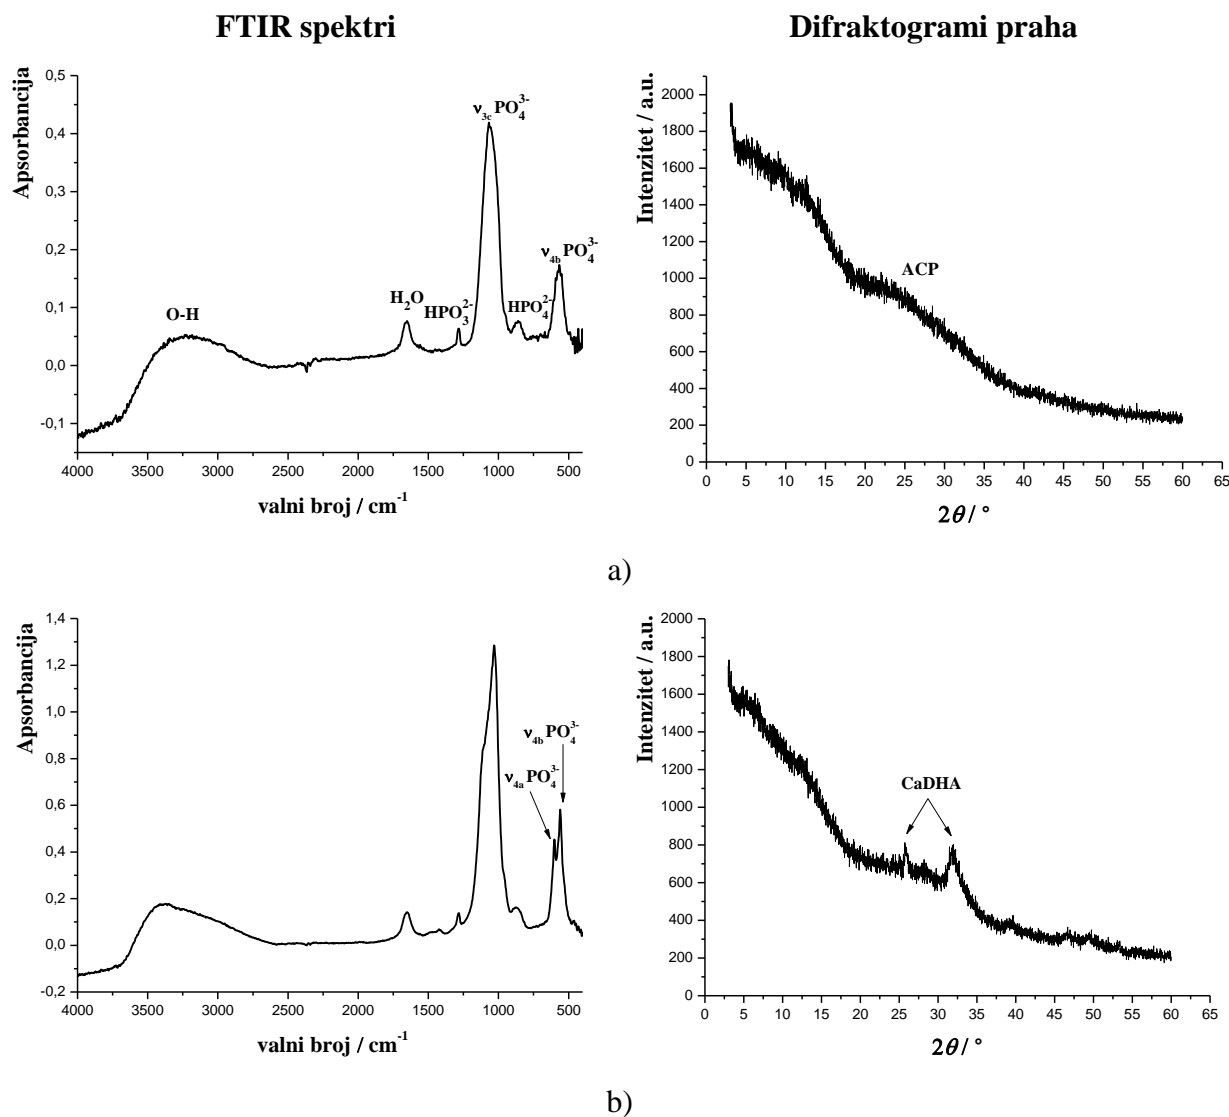 FTIR spektri
Difraktogrami praha
0,5
0,4
0,3
0,2
0,1
0,0
-0,1
Apsorbancija
ν3c PO4 3-
ν4b PO4 3-
H2O
HPO3 2-
HPO4 2-
O-H
4000 3500 3000 2500 2000 1500 1000 500
valni broj / cm-1
2000
1800
1600
1400
1200
1000
800
600
400
200
0
Intenzitet / a.u.
ACP
0 5 10 15 20 25 30 35 40 45 50 55 60 65
2θ / °
a)
1,4
1,2
1,0
0,8
0,6
0,4
0,2
0,0
-0,2
Apsorbancija
ν4b PO4 3-
ν4a PO4 3-
4000 3500 3000 2500 2000 1500 1000 500
valni broj / cm-1
2000
1800
1600
1400
1200
1000
800
600
400
200
0
Intenzitet / a.u.
CaDHA
0 5 10 15 20 25 30 35 40 45 50 55 60 65
2θ / °
b)